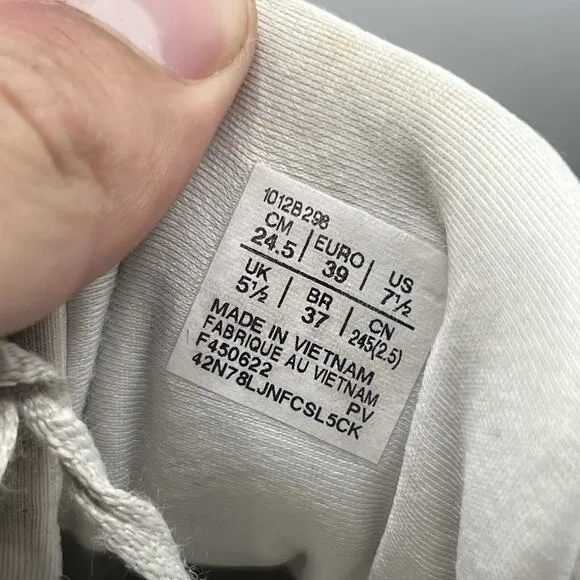 1012B298
CM | EURO | US
24.5 | 39 | 7½
UK | BR | CN
5½ | 37 | 245(2.5)
MADE IN VIETNAM
FABRIQUE AU VIETNAM
F450622 PV
42N78LJNFCSL5CK